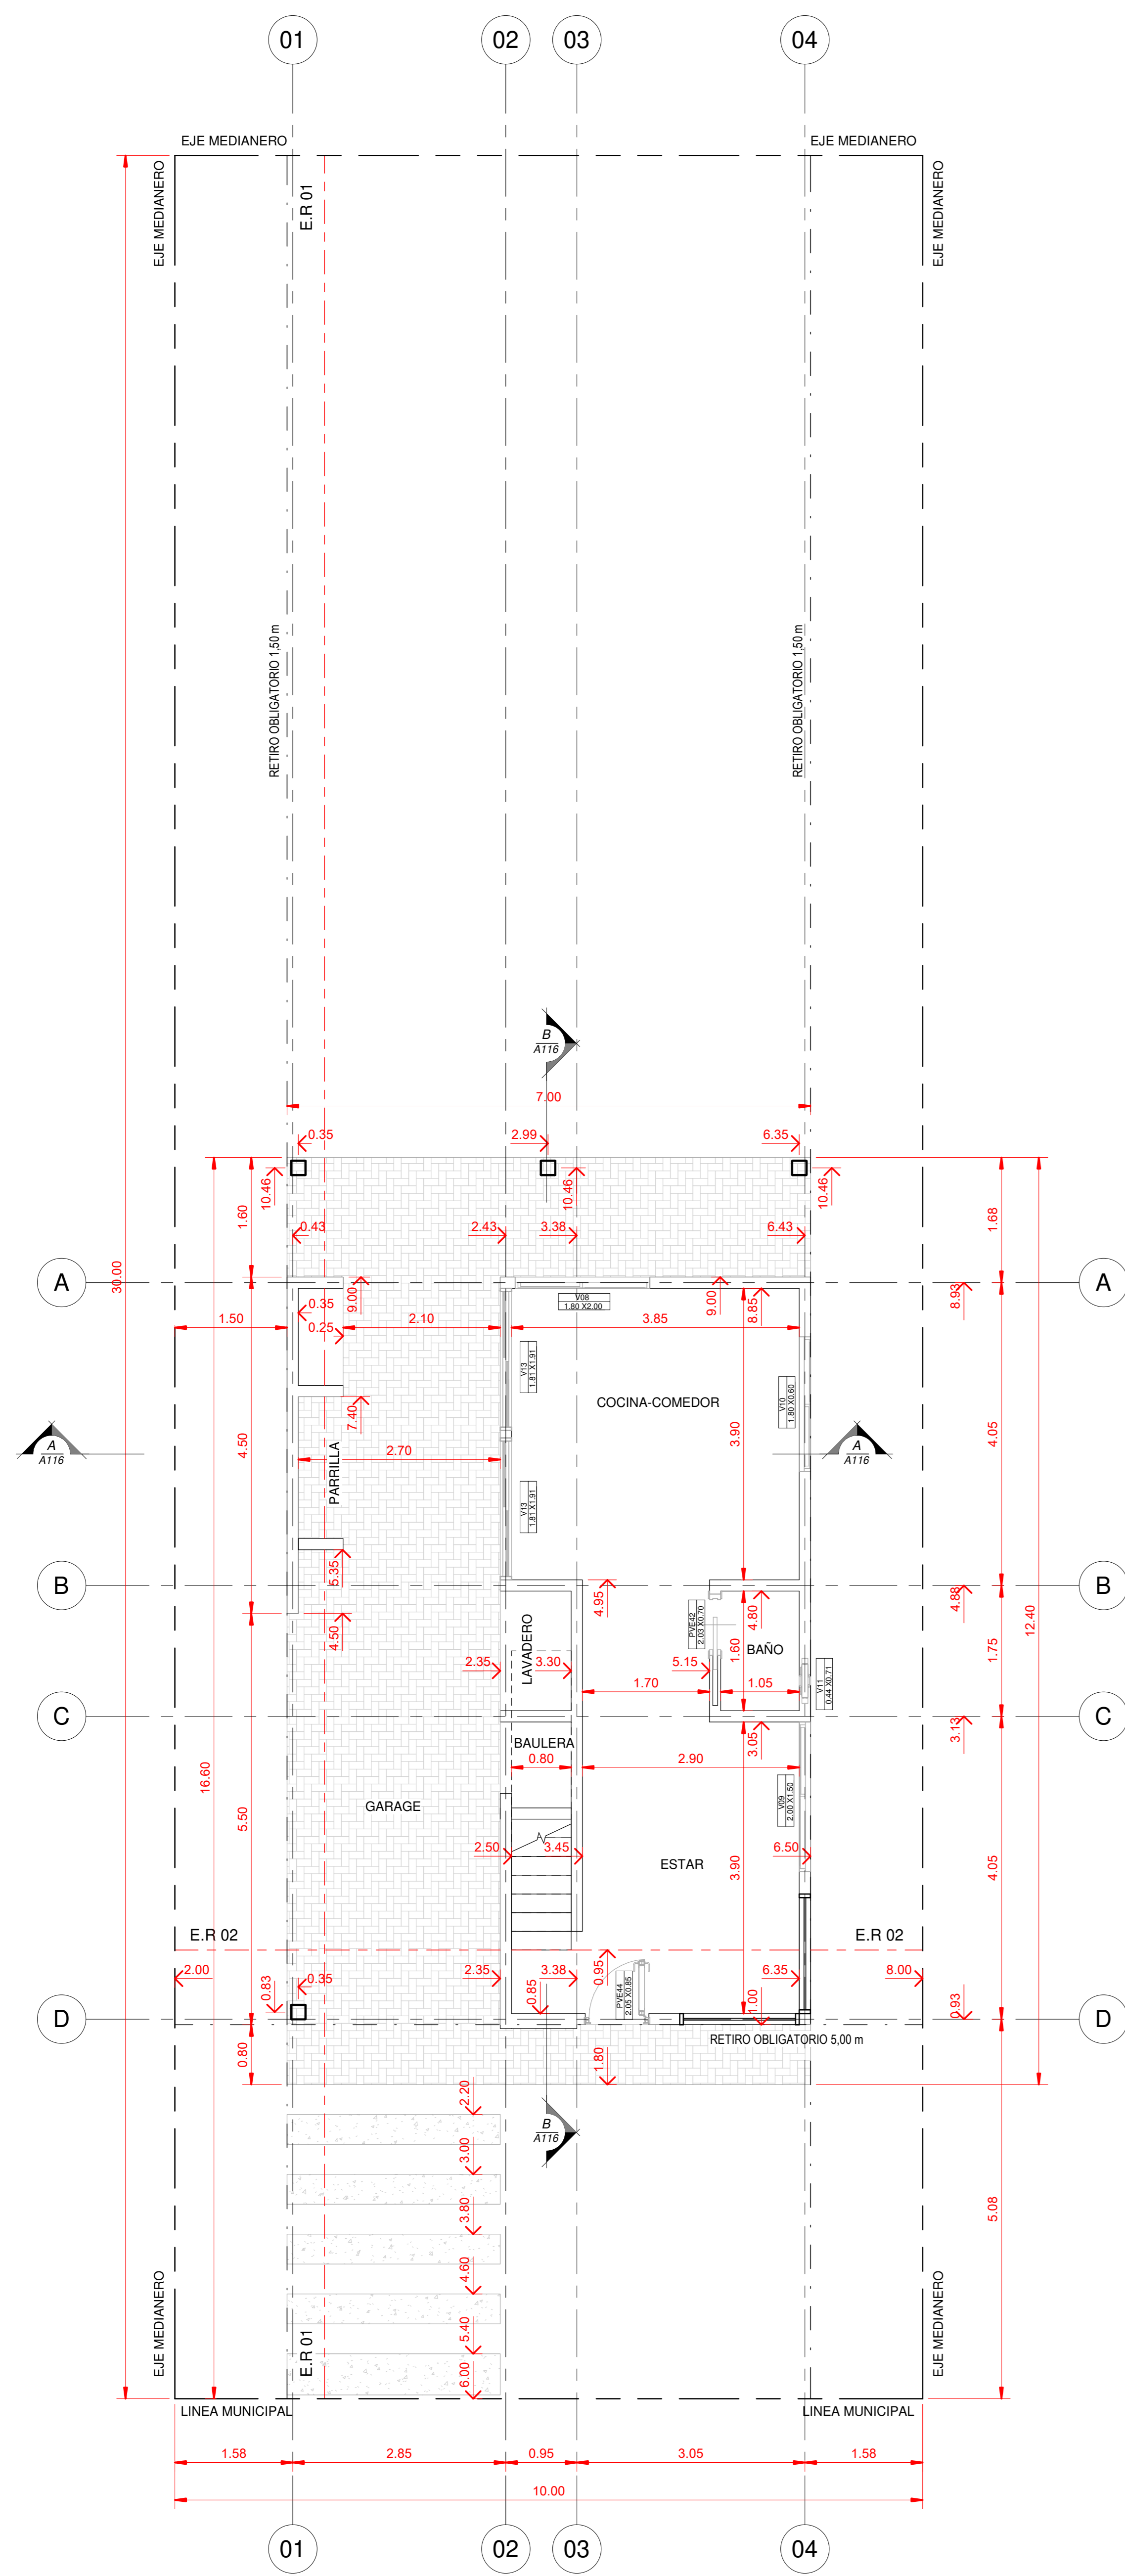 01
02
03
04
EJE MEDIANERO
EJE MEDIANERO
EJE MEDIANERO
EJE MEDIANERO
E.R 01
RETIRO OBLIGATORIO 1,50 m
RETIRO OBLIGATORIO 1,50 m
B
A116
7.00
0.35
2.99
6.35
10.46
10.46
10.46
1.60
1.68
0.43
2.43
3.38
6.43
30.00
A
A
V08
1.80 X2.00
0.35
9.00
9.00
8.85
8.93
1.50
0.25
2.10
3.85
V13
1.81 X1.91
V10
1.80 X0.60
COCINA-COMEDOR
7.40
A
A116
A
A116
3.90
4.05
4.50
2.70
PARRILLA
V13
1.81 X1.91
5.35
B
B
4.95
4.80
4.88
12.40
4.50
LAVADERO
PVE42
2.03 X0.70
1.60
BAÑO
1.75
2.35
3.30
5.15
V11
0.44 X0.71
1.70
1.05
C
C
3.13
BAULERA
3.05
0.80
2.90
16.60
V09
2.00 X1.50
GARAGE
5.50
2.50
3.45
6.50
ESTAR
3.90
4.05
E.R 02
E.R 02
2.00
0.35
0.83
2.35
3.38
0.85
0.95
PVE44
2.05 X0.85
6.35
1.00
8.00
0.93
D
D
RETIRO OBLIGATORIO 5,00 m
0.80
1.80
2.20
B
A116
3.00
3.80
4.60
5.40
6.00
5.08
EJE MEDIANERO
EJE MEDIANERO
E.R 01
LINEA MUNICIPAL
LINEA MUNICIPAL
1.58
2.85
0.95
3.05
1.58
10.00
01
02
03
04